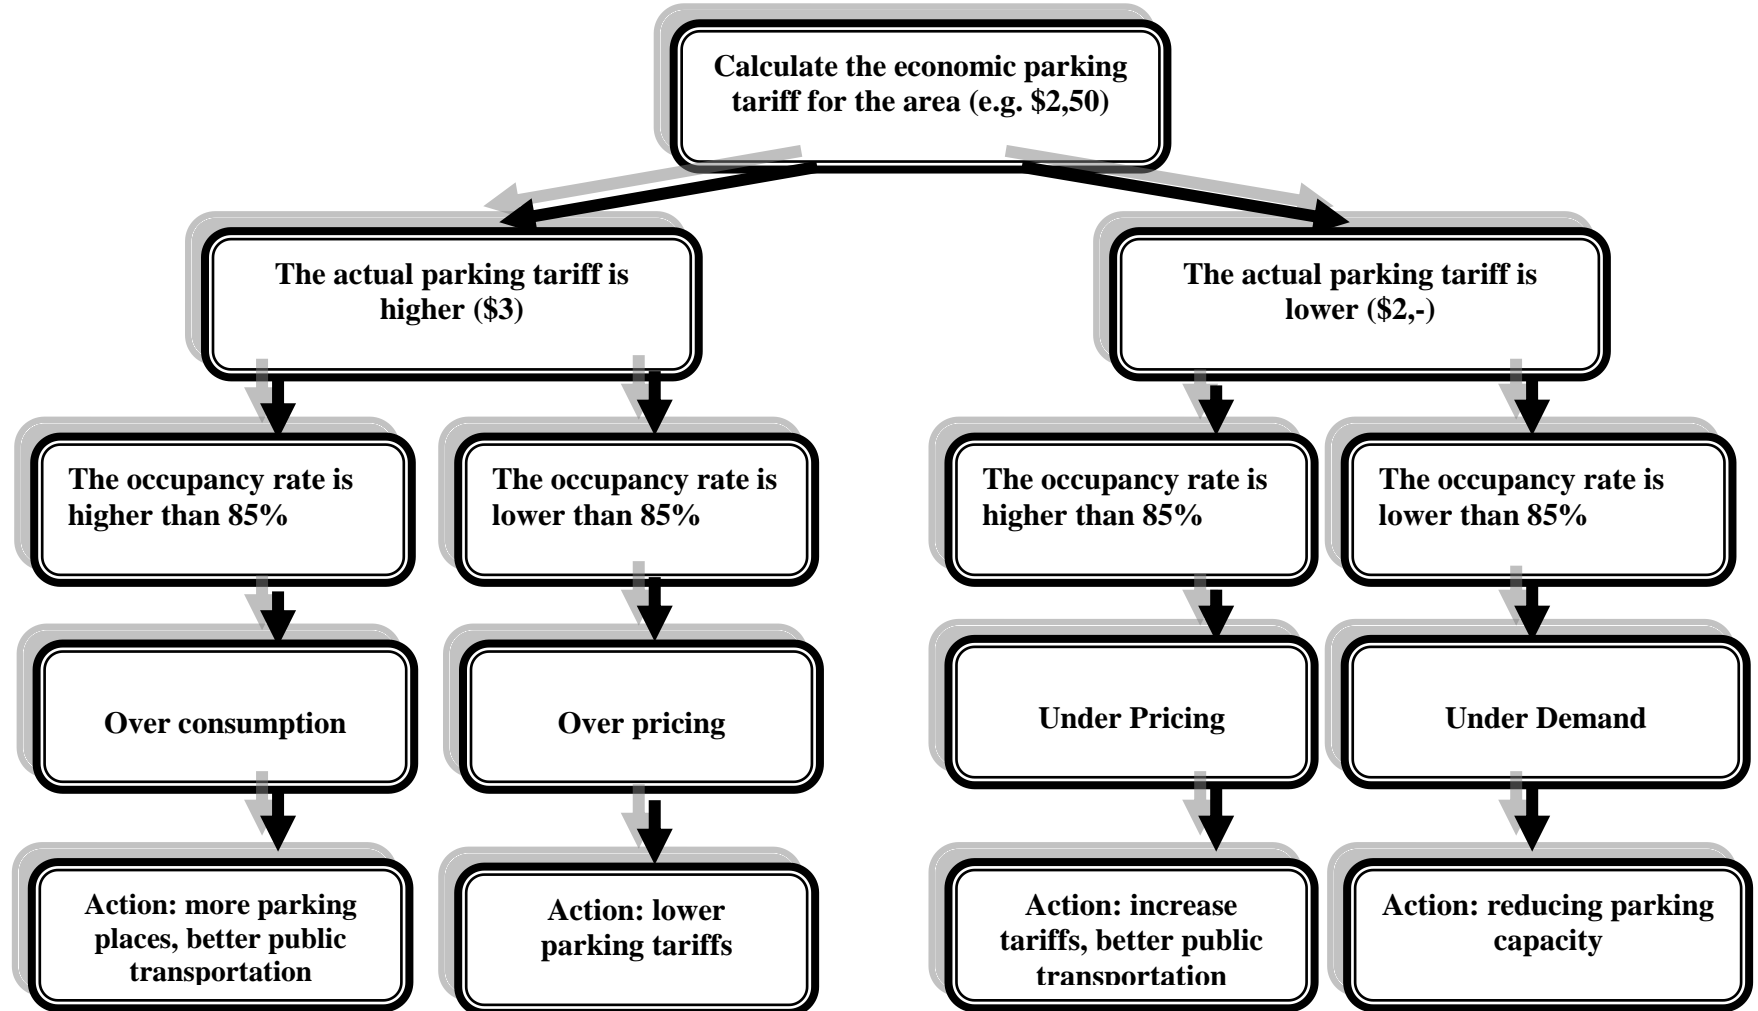 Calculate the economic parking
tariff for the area (e.g. $2,50)
The actual parking tariff is
higher ($3)
The actual parking tariff is
lower ($2,-)
The occupancy rate is
higher than 85%
The occupancy rate is
lower than 85%
The occupancy rate is
higher than 85%
The occupancy rate is
lower than 85%
Over consumption
Over pricing
Under Pricing
Under Demand
Action: more parking
places, better public
transportation
Action: lower
parking tariffs
Action: increase
tariffs, better public
transportation
Action: reducing parking
capacity